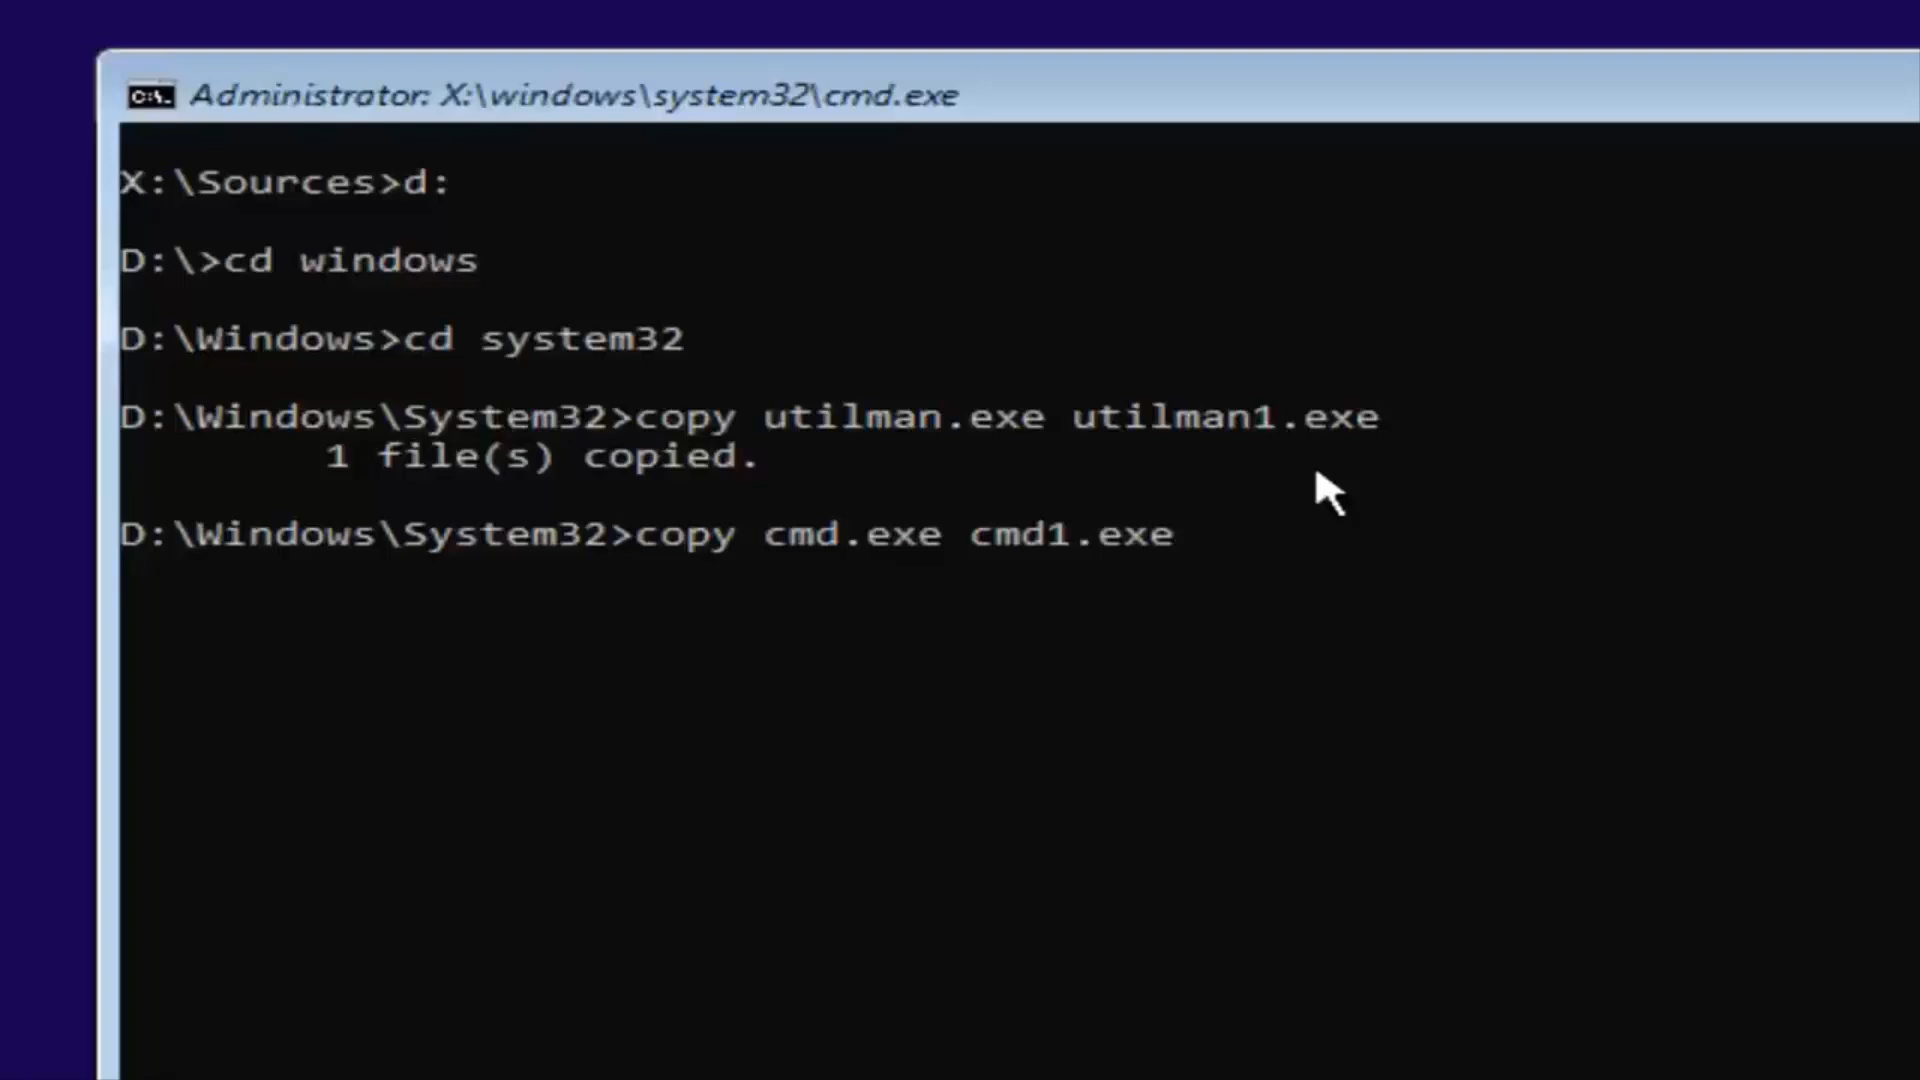 C:\.
Administrator: X:\windows\system32\cmd.exe
X:\Sources>d:
D:\>cd windows
D:\Windows>cd system32
D:\Windows\System32>copy utilman.exe utilman1.exe
1 file(s) copied.
D:\Windows\System32>copy cmd.exe cmd1.exe